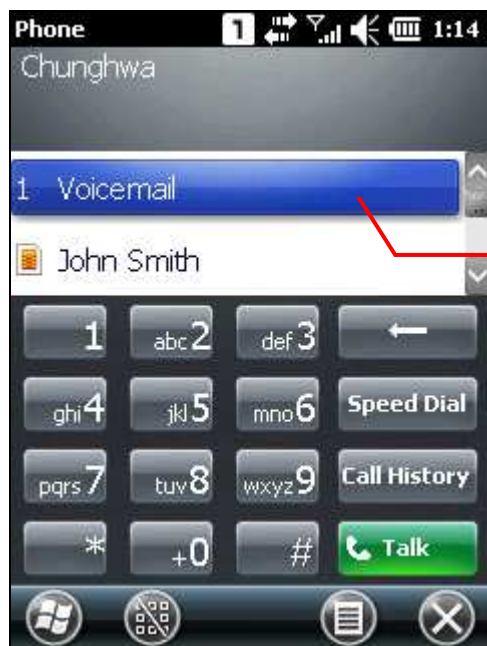 Phone 1 1:14
Chunghwa
1 Voicemail
John Smith
1 abc2 def3
ghi4 jkl5 mno6 Speed Dial
pqrs7 tuv8 wxyz9 Call History
* +0 # Talk